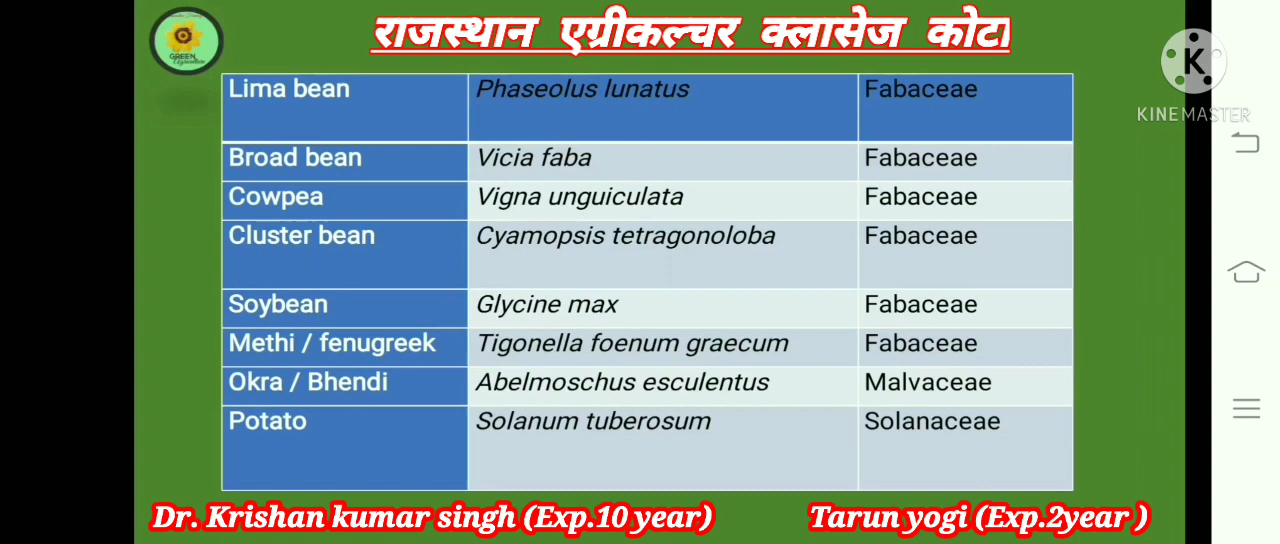 राजस्थान एग्रीकल्चर क्लासेज कोटा
GREEN
KINEMASTER
Lima bean Phaseolus lunatus Fabaceae
Broad bean Vicia faba Fabaceae
Cowpea Vigna unguiculata Fabaceae
Cluster bean Cyamopsis tetragonoloba Fabaceae
Soybean Glycine max Fabaceae
Methi / fenugreek Tigonella foenum graecum Fabaceae
Okra / Bhendi Abelmoschus esculentus Malvaceae
Potato Solanum tuberosum Solanaceae
Dr. Krishan kumar singh (Exp.10 year) Tarun yogi (Exp.2year )